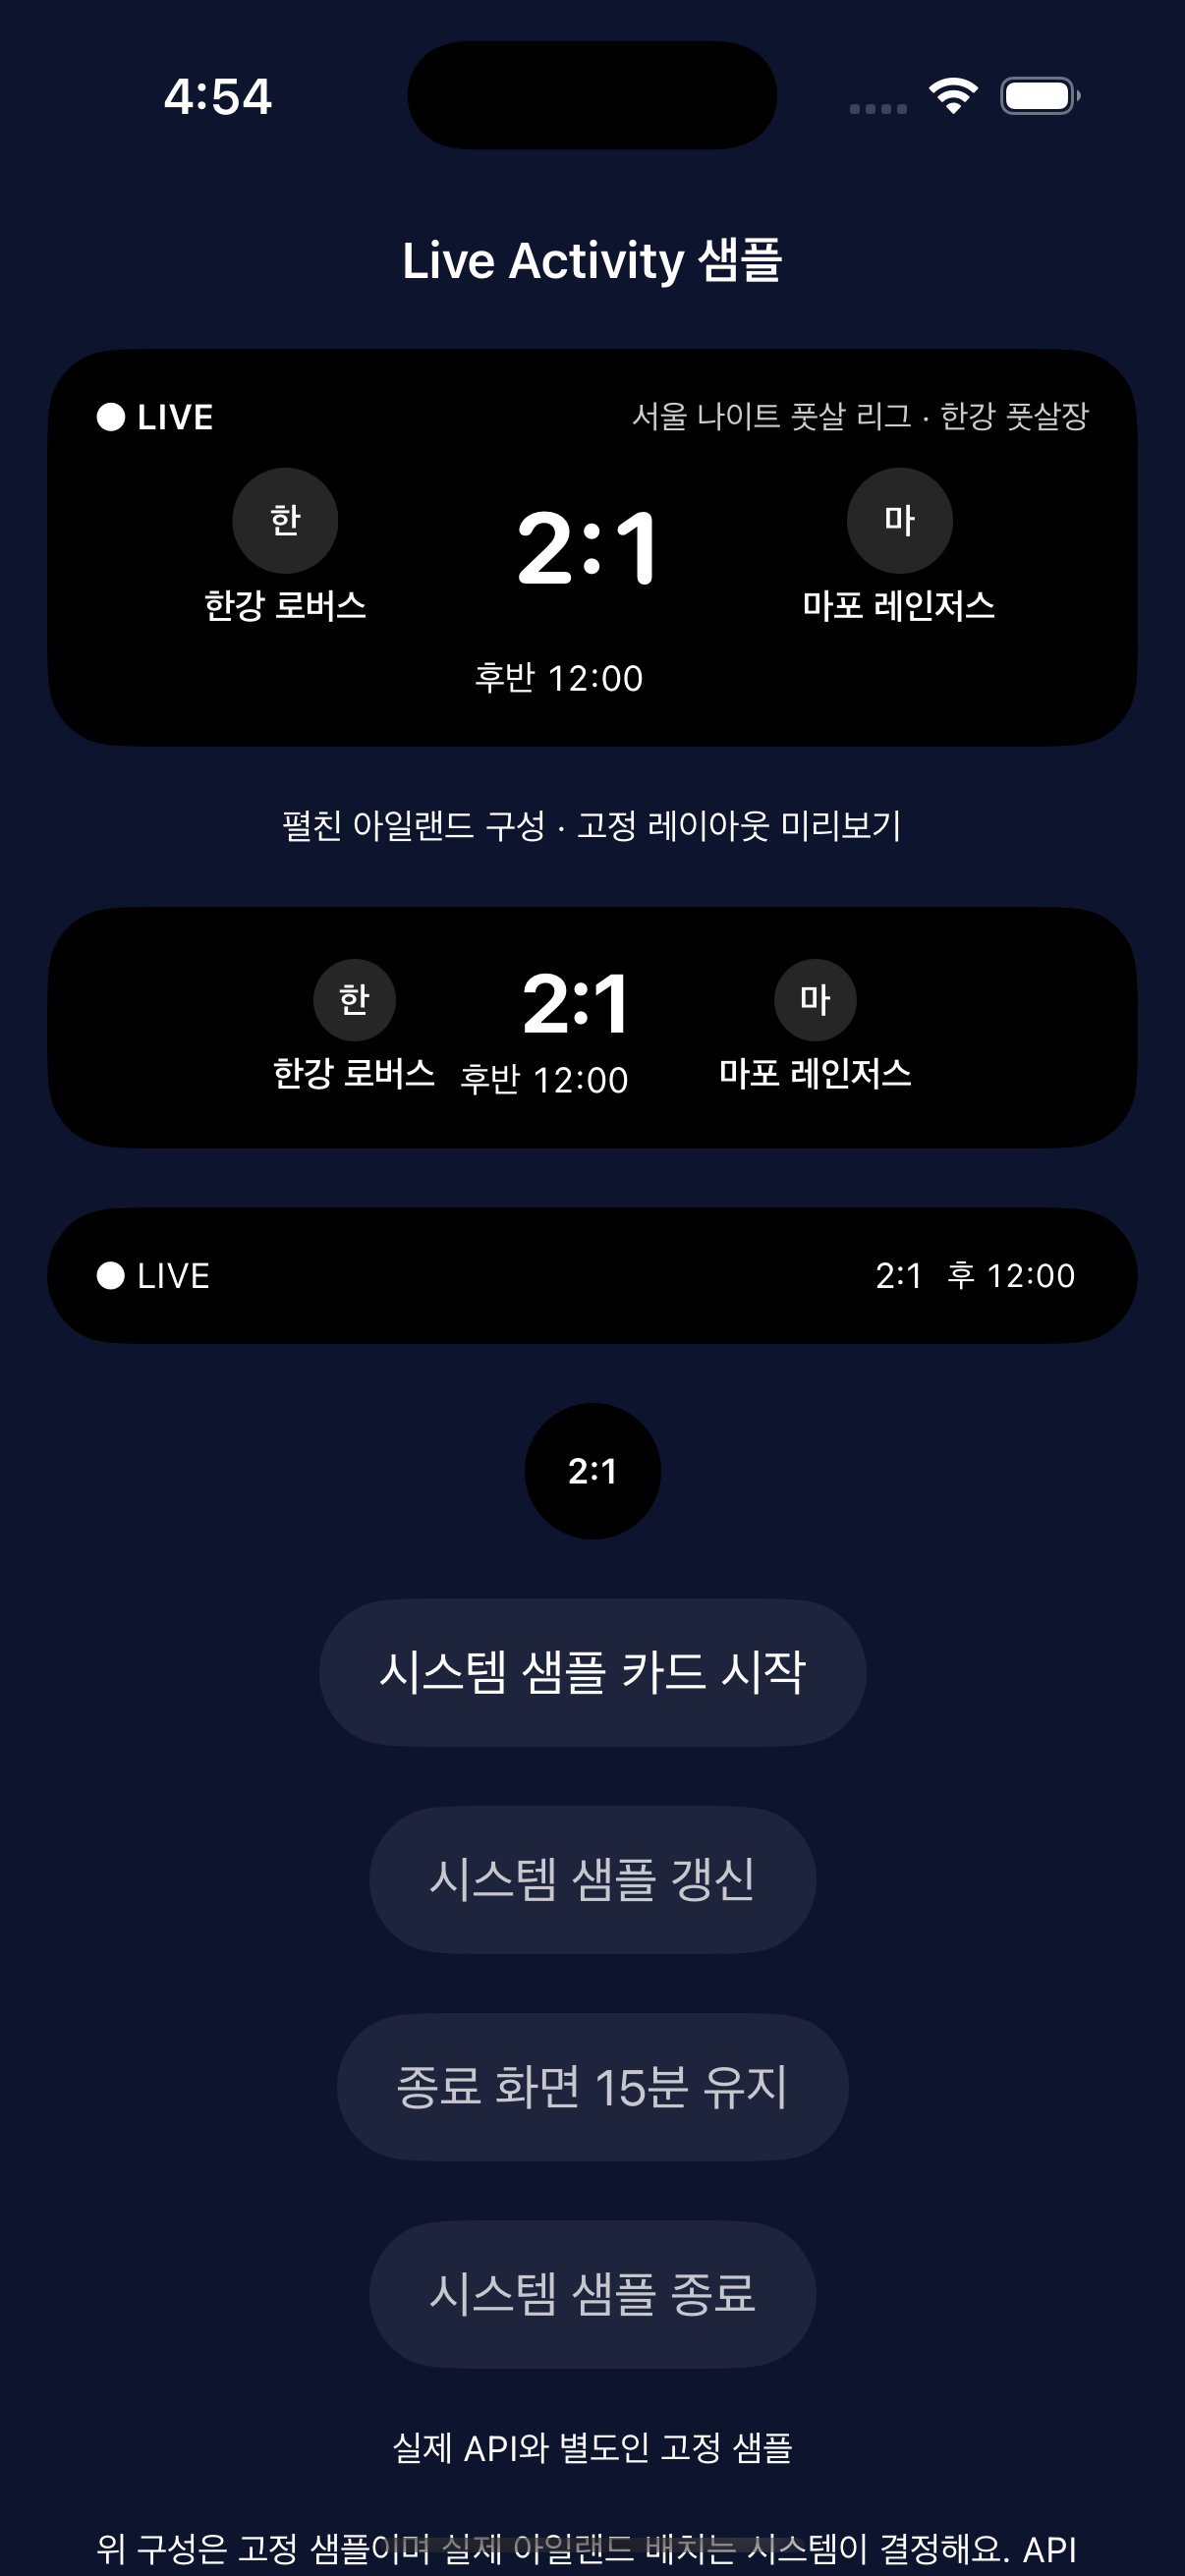 4:54
Live Activity 샘플
LIVE 서울 나이트 풋살 리그 · 한강 풋살장
한 2:1 마
한강 로버스 마포 레인저스
후반 12:00
펼친 아일랜드 구성 · 고정 레이아웃 미리보기
한 2:1 마
한강 로버스 후반 12:00 마포 레인저스
LIVE 2:1 후 12:00
2:1
시스템 샘플 카드 시작
시스템 샘플 갱신
종료 화면 15분 유지
시스템 샘플 종료
실제 API와 별도인 고정 샘플
위 구성은 고정 샘플이며 실제 아일랜드 배치는 시스템이 결정해요. API